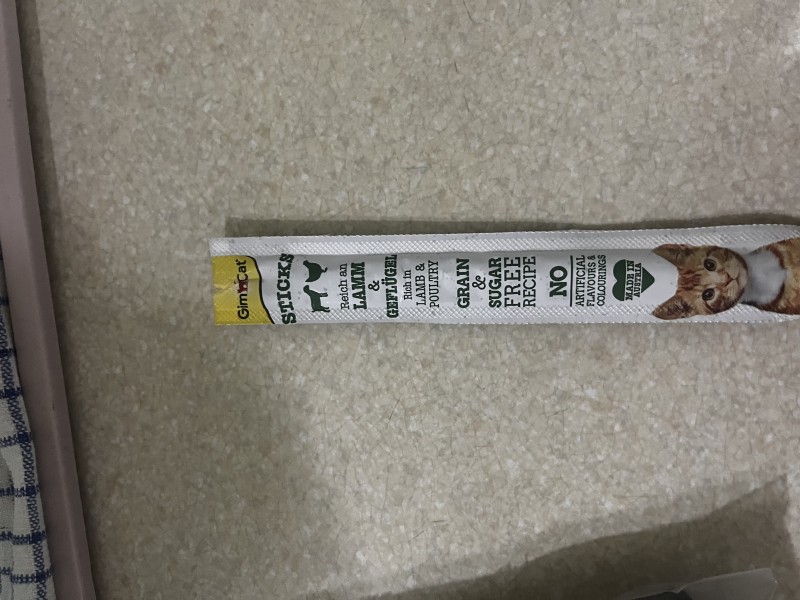 GimCat
STICKS
Reich an
LAMM
&
GEFLÜGEL
Rich in
LAMB &
POULTRY
GRAIN
&
SUGAR
FREE
RECIPE
NO
ARTIFICIAL
FLAVOURS &
COLOURINGS
MADE IN
AUSTRIA